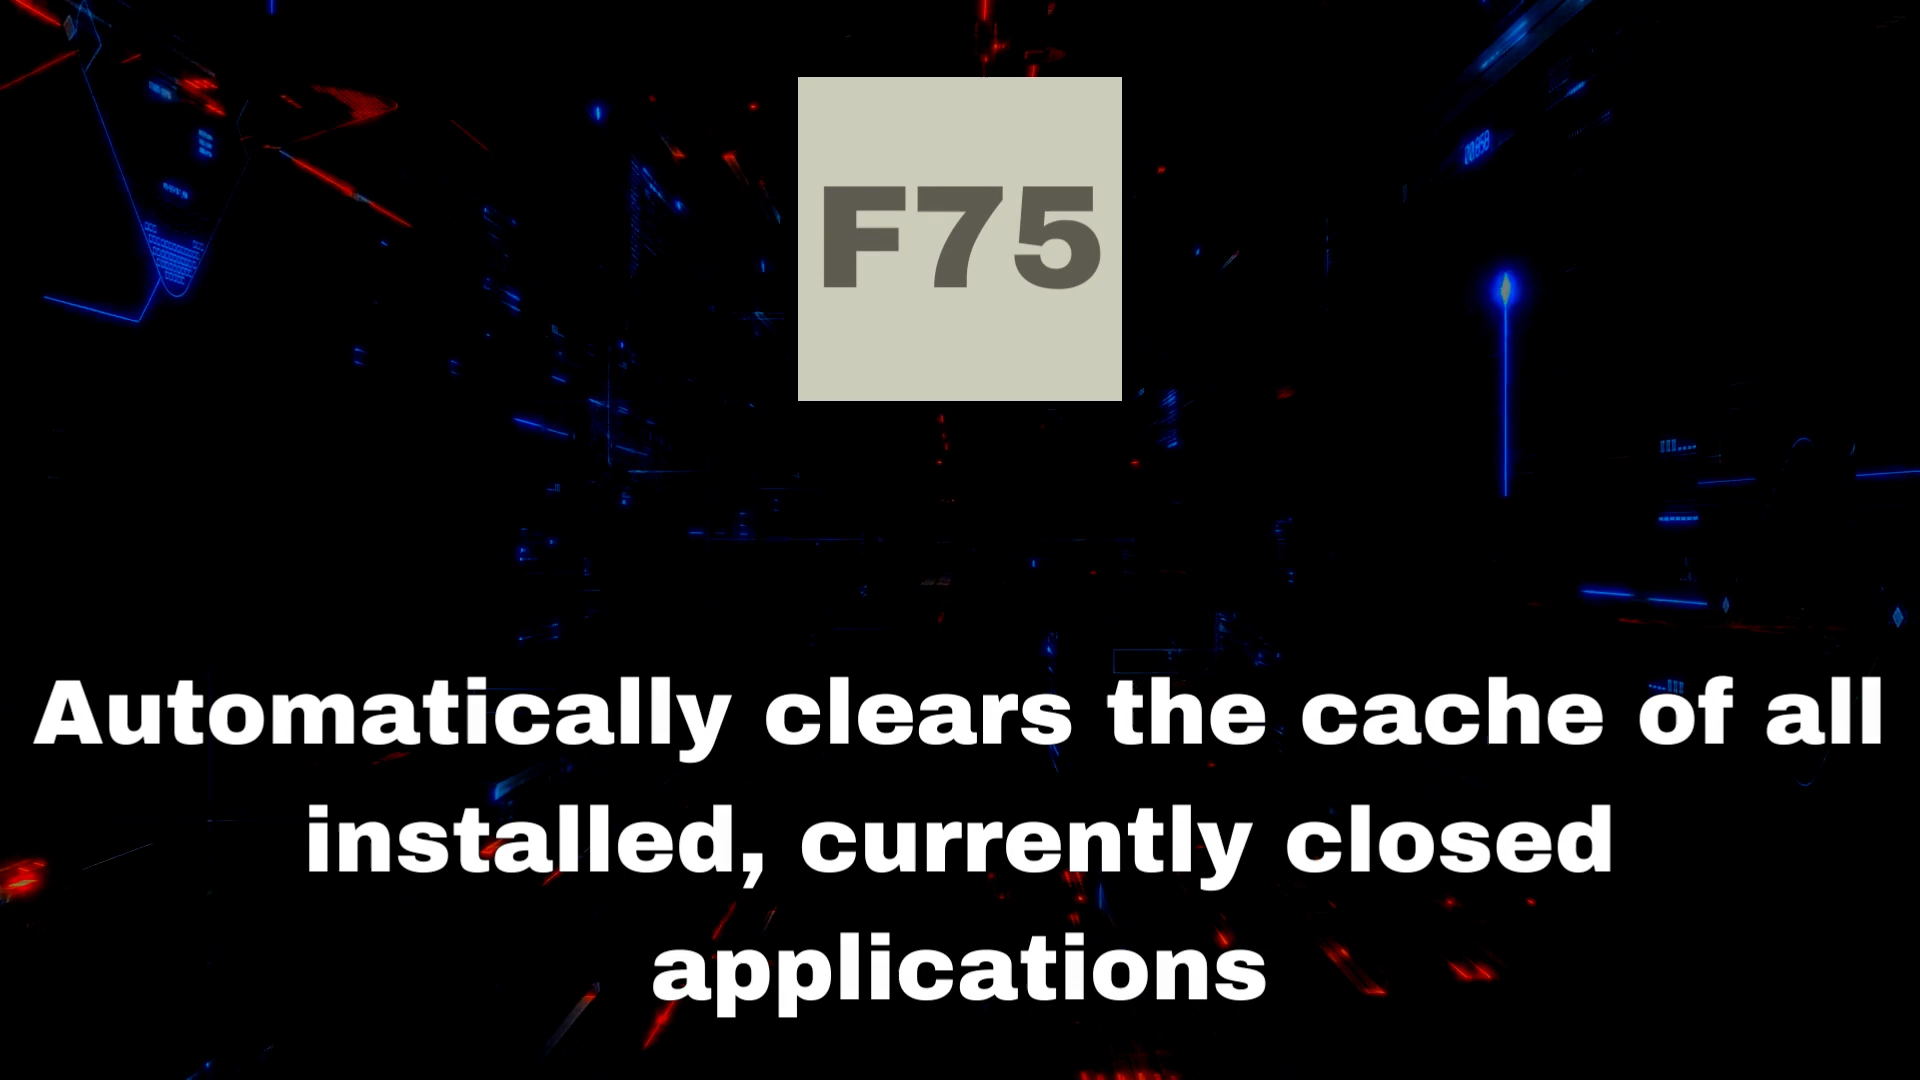 F75
Automatically clears the cache of all
installed, currently closed
applications